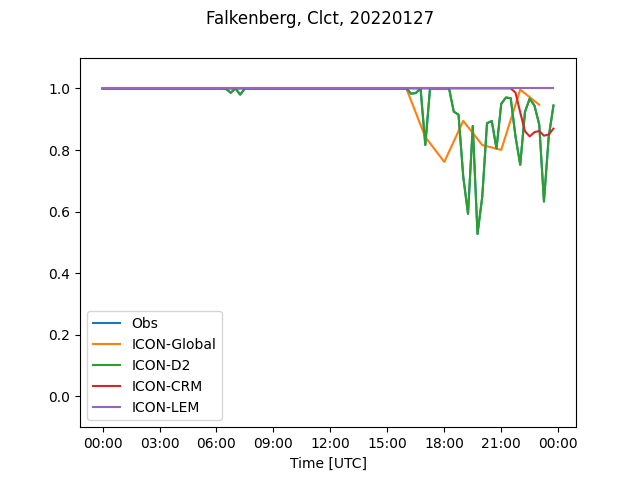 Falkenberg, Clct, 20220127
1.0
0.8
0.6
0.4
0.2
0.0
Obs
ICON-Global
ICON-D2
ICON-CRM
ICON-LEM
00:00 03:00 06:00 09:00 12:00 15:00 18:00 21:00 00:00
Time [UTC]